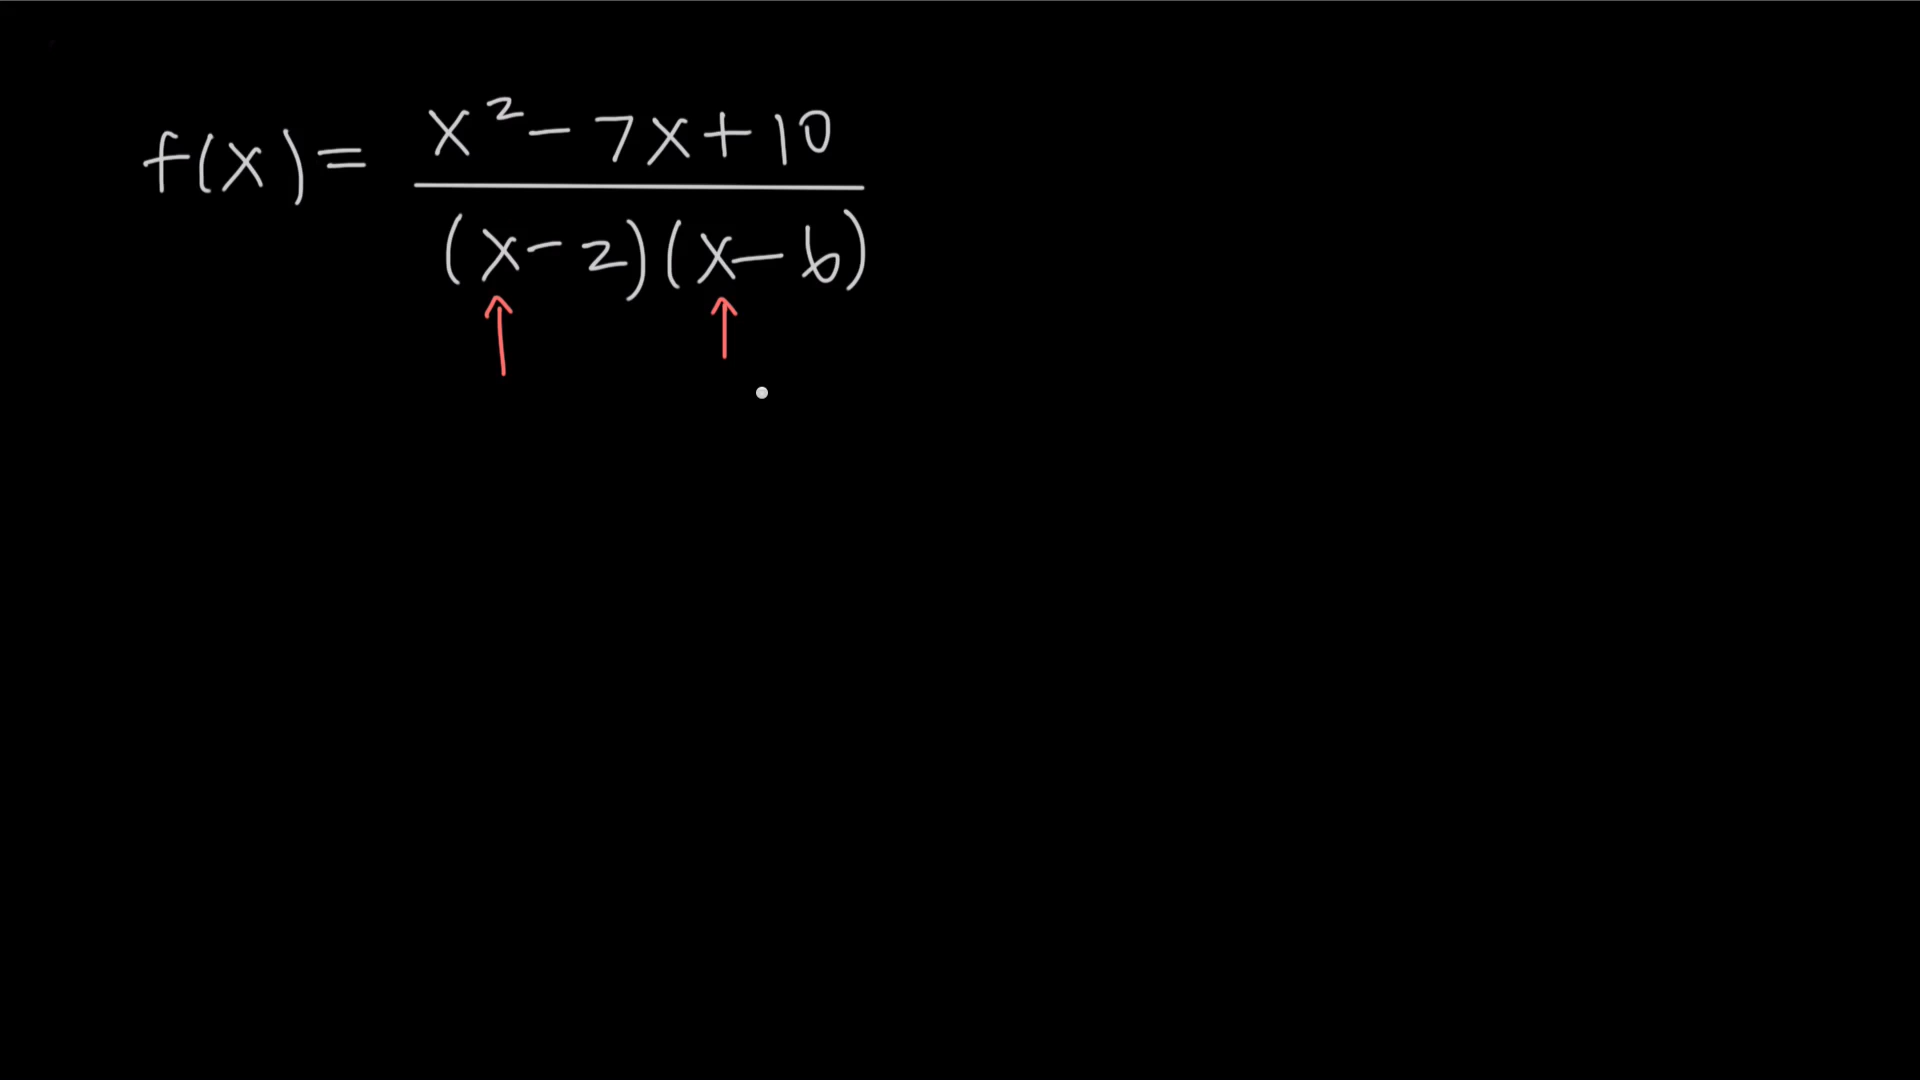 f(x) = x² - 7x + 10
(x - 2)(x - 6)